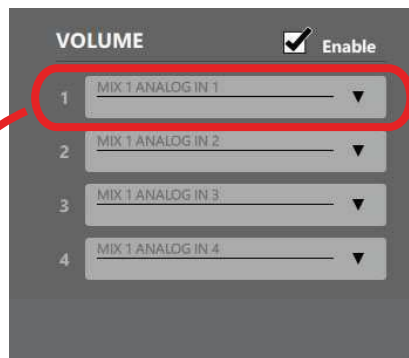 VOLUME Enable
1 MIX 1 ANALOG IN 1
2 MIX 1 ANALOG IN 2
3 MIX 1 ANALOG IN 3
4 MIX 1 ANALOG IN 4